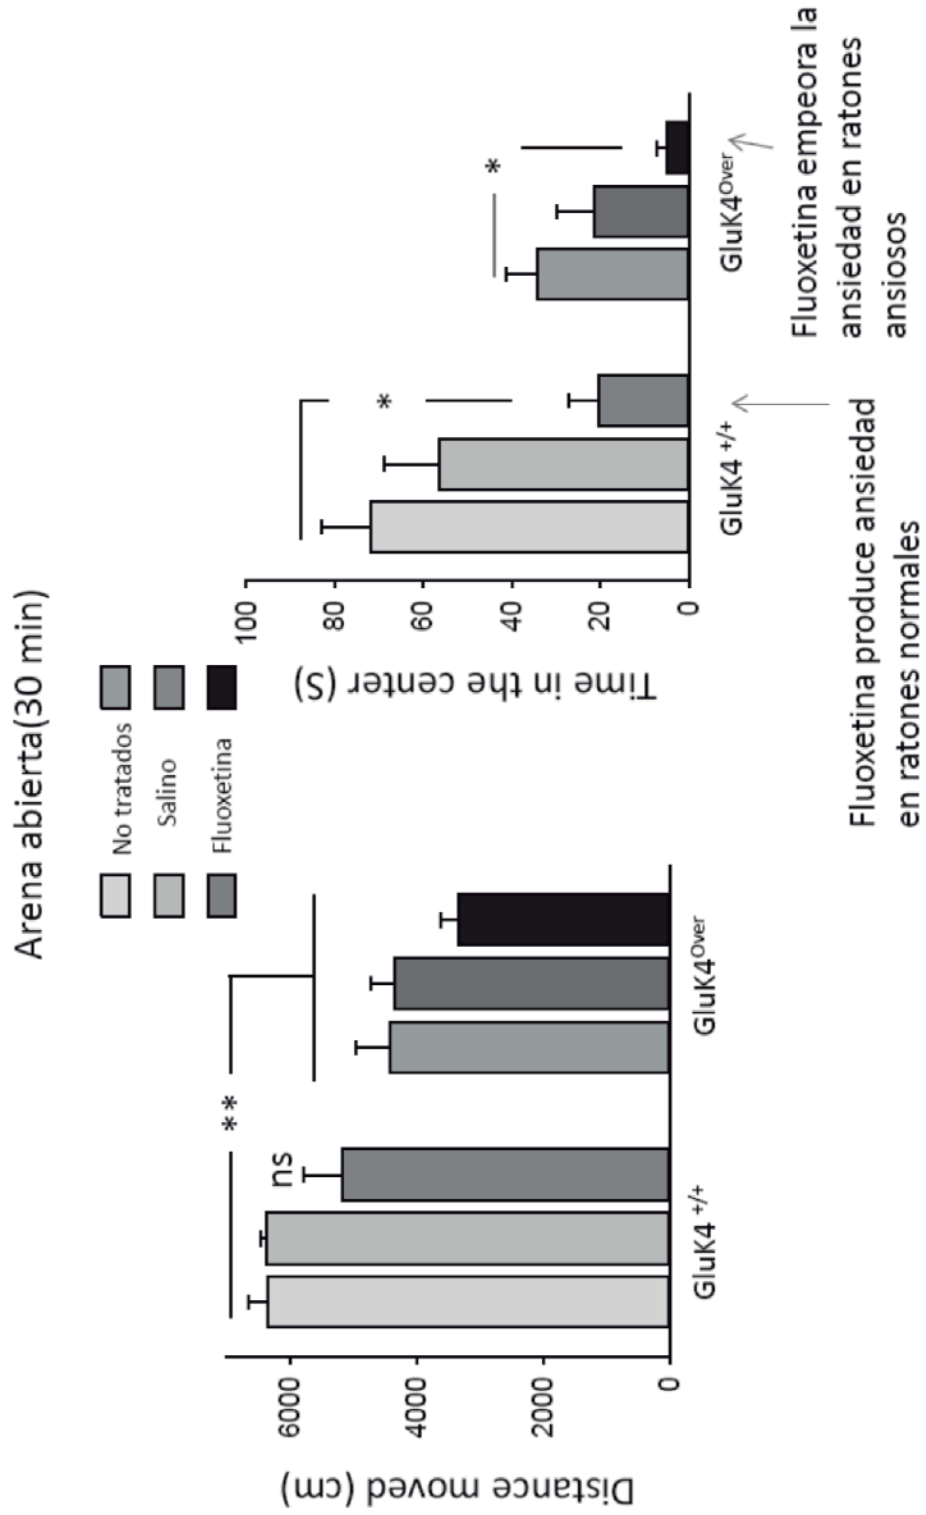 Arena abierta(30 min)
No tratados
Salino
Fluoxetina
Distance moved (cm)
6000
4000
2000
0
**
ns
GluK4 +/+
GluK4Over
Time in the center (S)
100
80
60
40
20
0
*
*
GluK4 +/+
GluK4Over
Fluoxetina produce ansiedad
en ratones normales
Fluoxetina empeora la
ansiedad en ratones
ansiosos